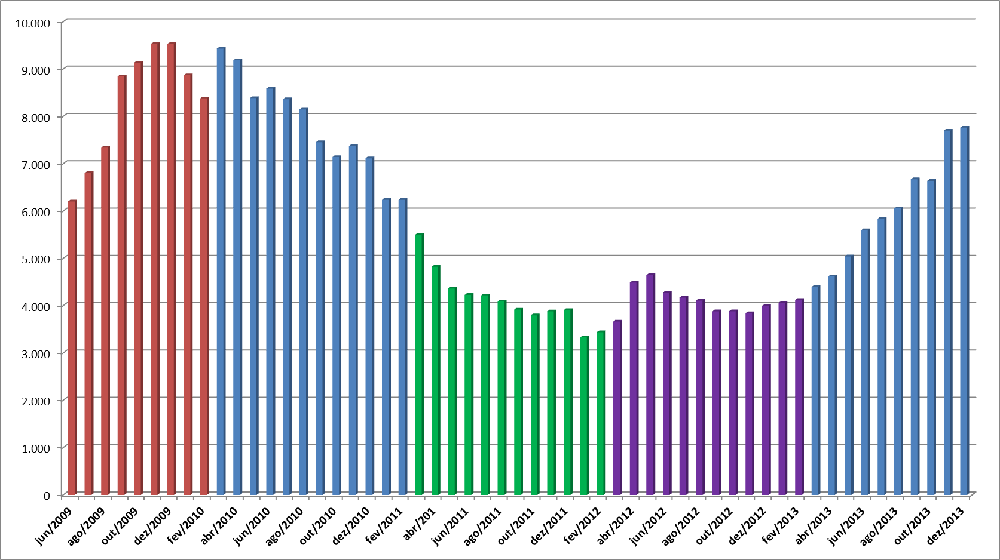 10.000
9.000
8.000
7.000
6.000
5.000
4.000
3.000
2.000
1.000
0
jun/2009
ago/2009
out/2009
dez/2009
fev/2010
abr/2010
jun/2010
ago/2010
out/2010
dez/2010
fev/2011
abr/201
jun/2011
ago/2011
out/2011
dez/2011
fev/2012
abr/2012
jun/2012
ago/2012
out/2012
dez/2012
fev/2013
abr/2013
jun/2013
ago/2013
out/2013
dez/2013